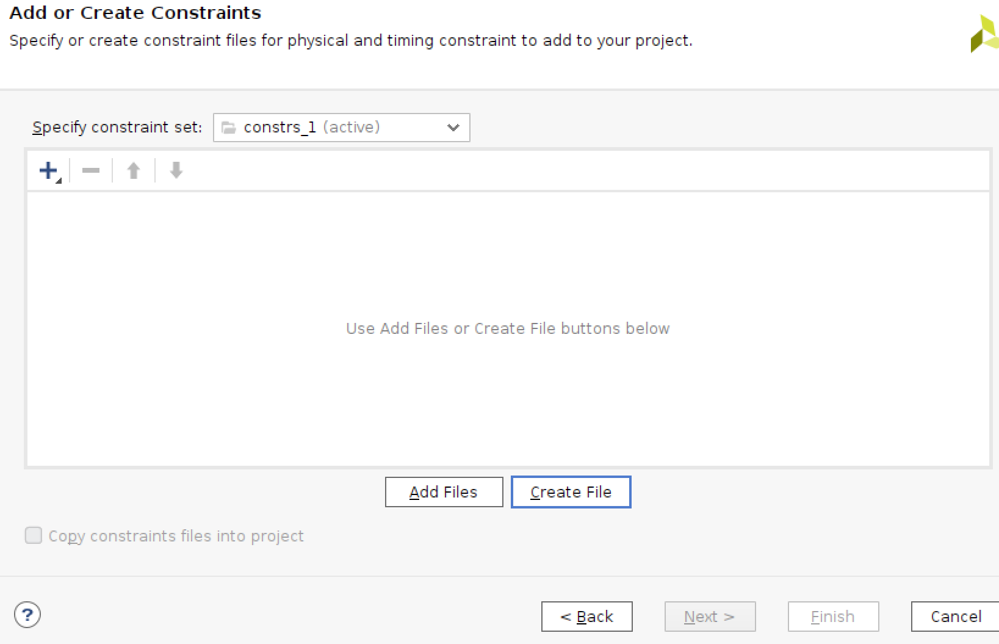 Add or Create Constraints
Specify or create constraint files for physical and timing constraint to add to your project.
Specify constraint set: constrs_1 (active)
Use Add Files or Create File buttons below
Add Files Create File
Copy constraints files into project
? < Back Next > Finish Cancel